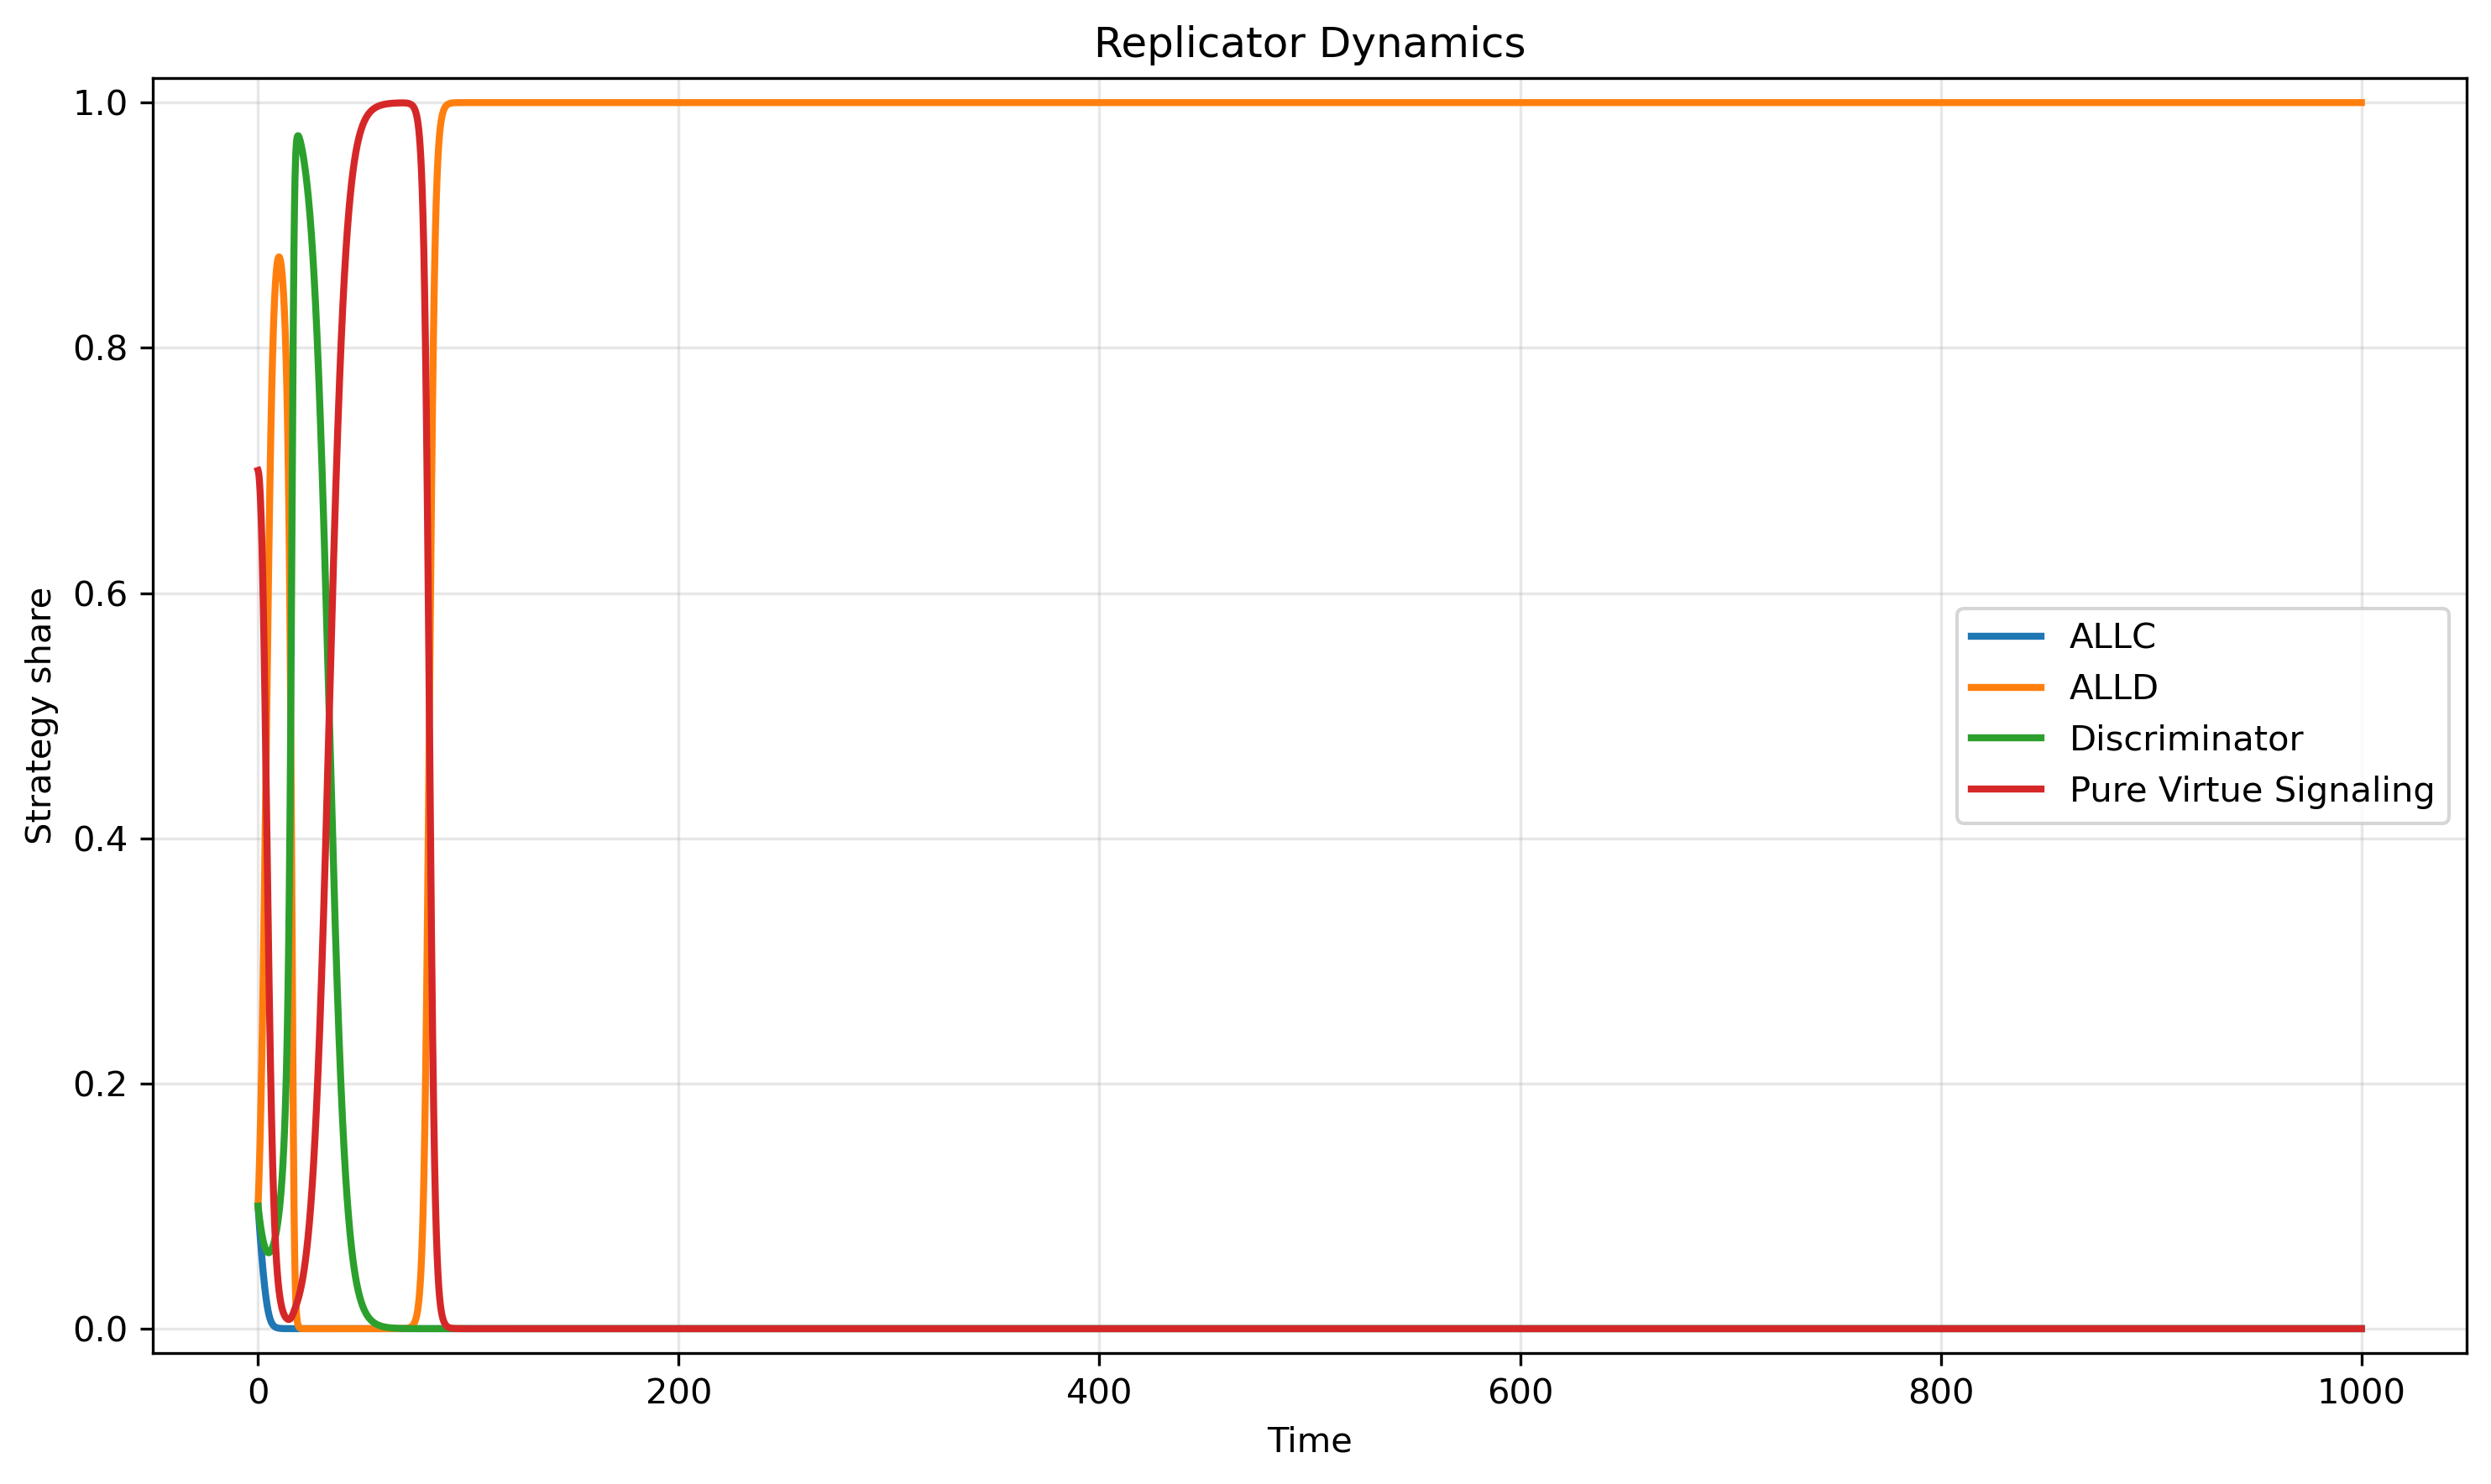 Replicator Dynamics
1.0
0.8
0.6
0.4
0.2
0.0
Strategy share
ALLC
ALLD
Discriminator
Pure Virtue Signaling
0 200 400 600 800 1000
Time